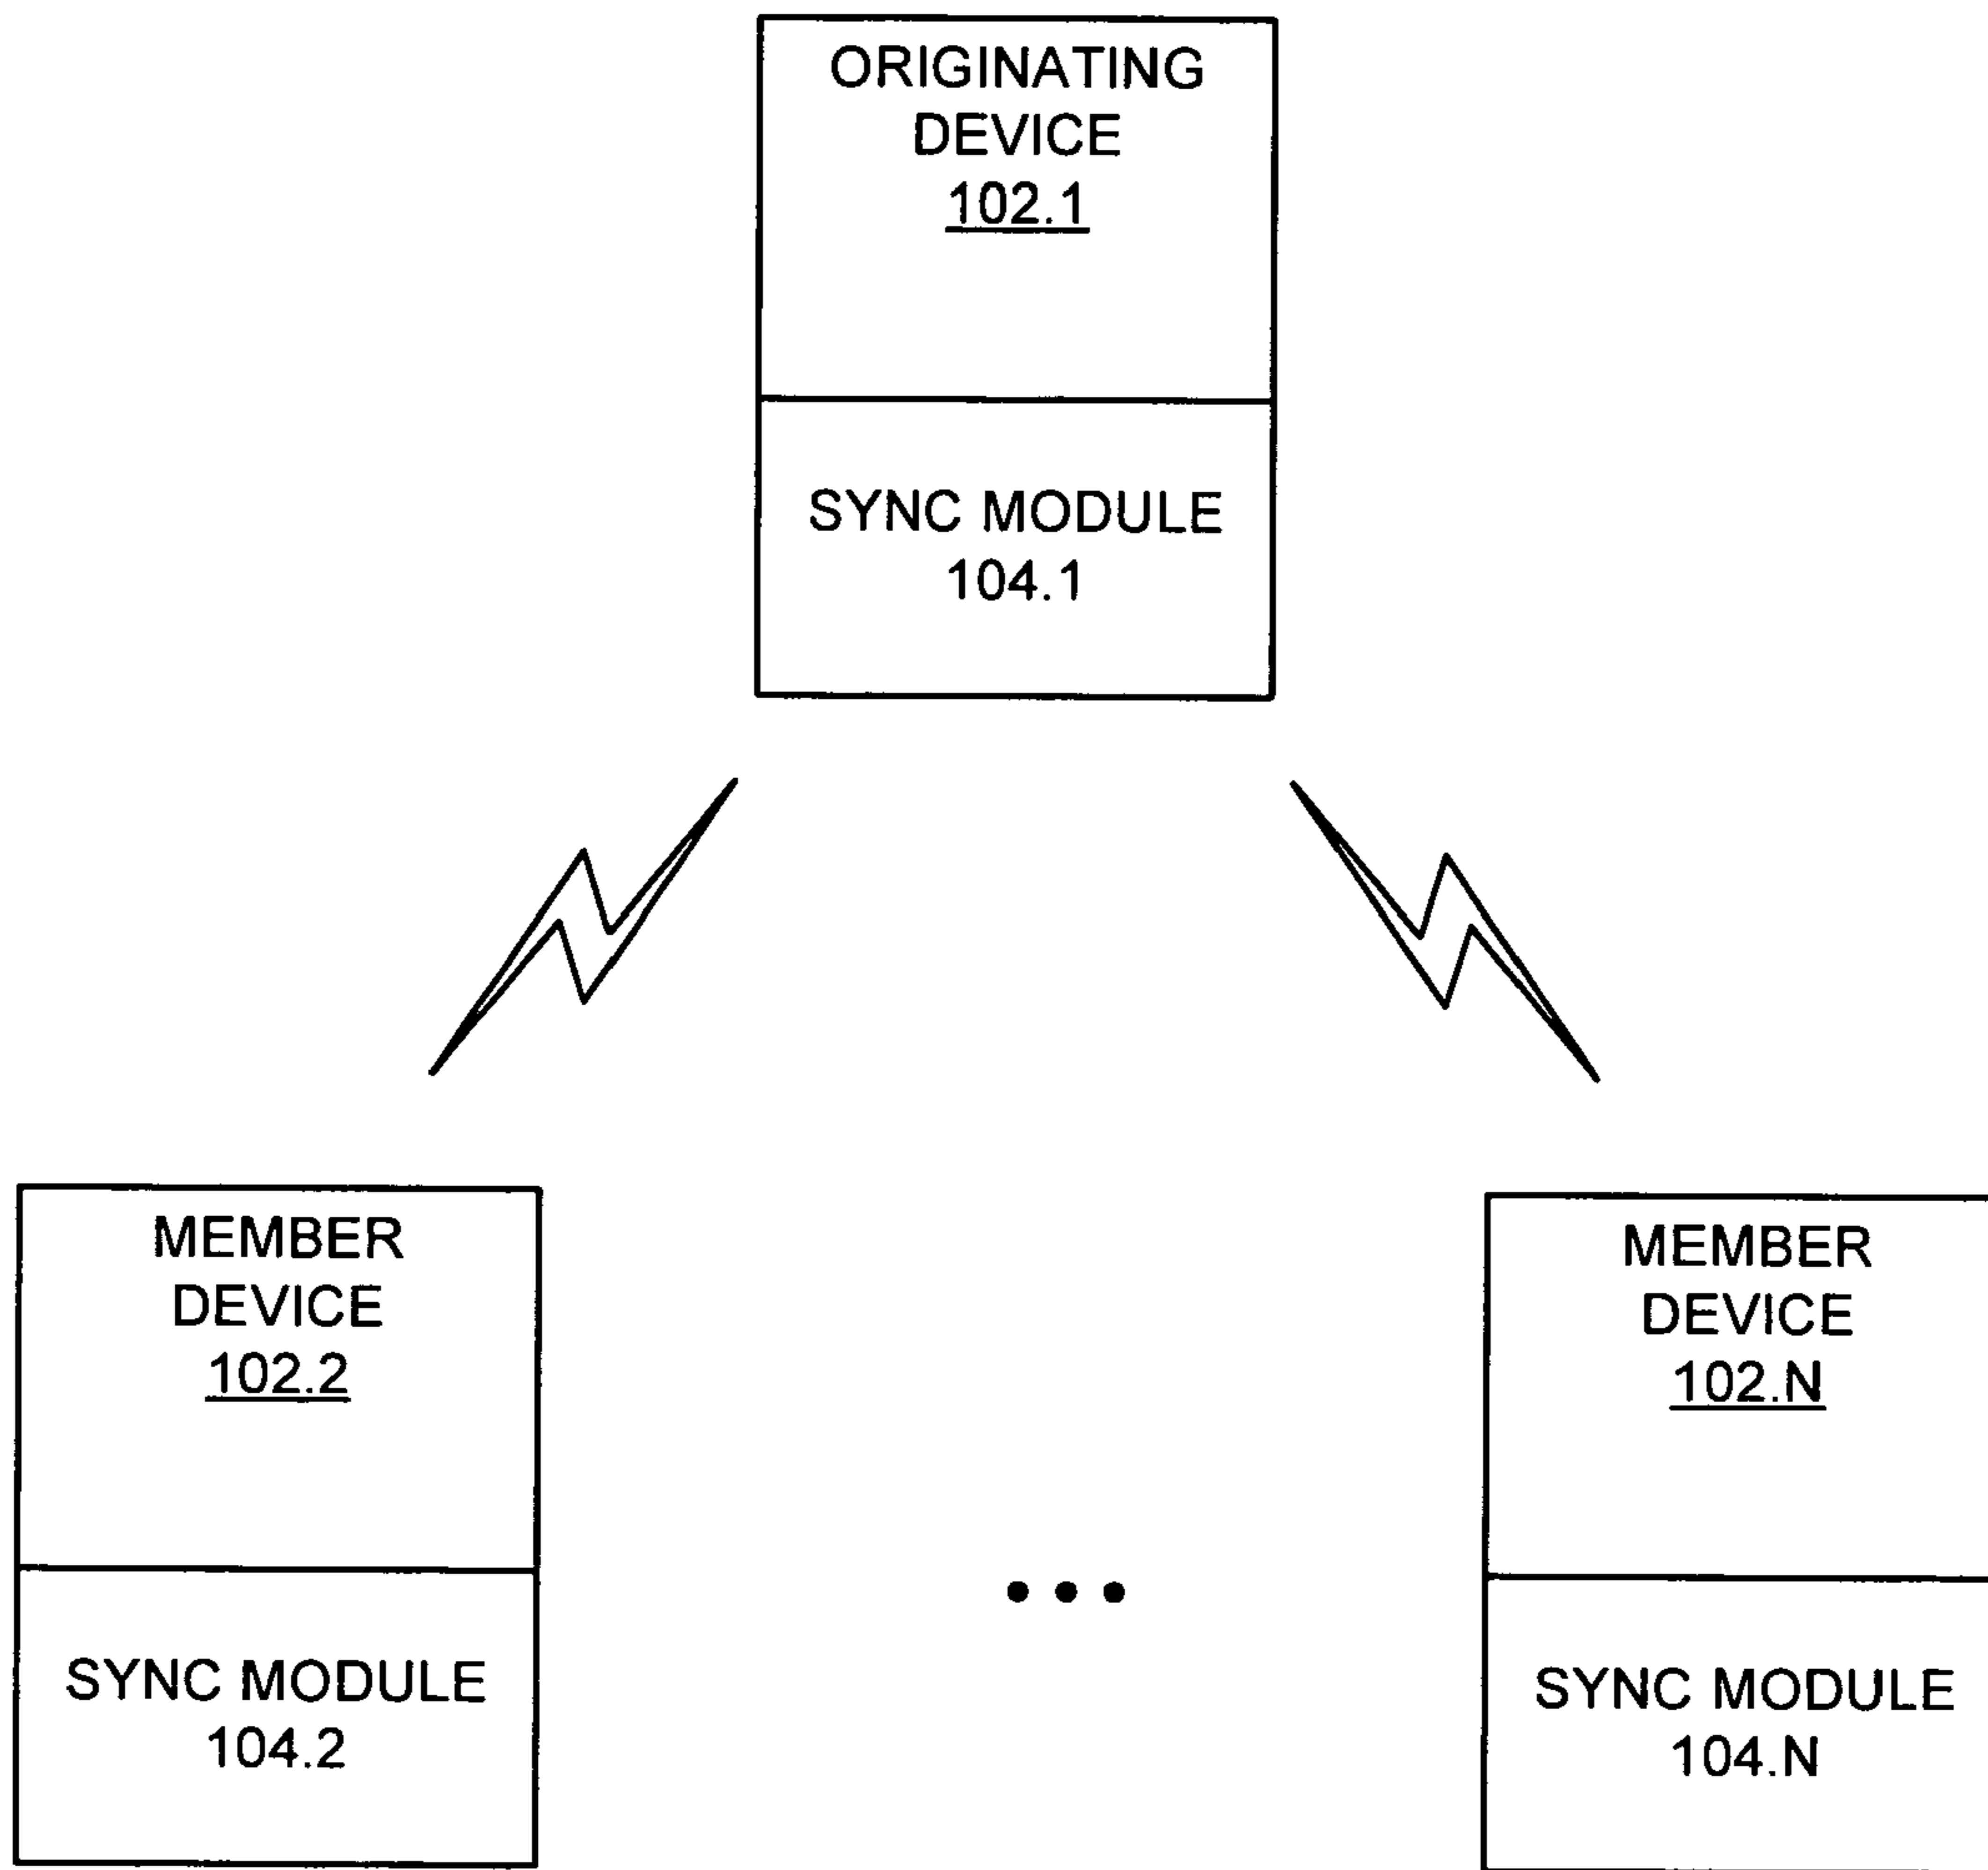 ORIGINATING
DEVICE
102.1
SYNC MODULE
104.1
MEMBER
DEVICE
102.2
SYNC MODULE
104.2
MEMBER
DEVICE
102.N
SYNC MODULE
104.N